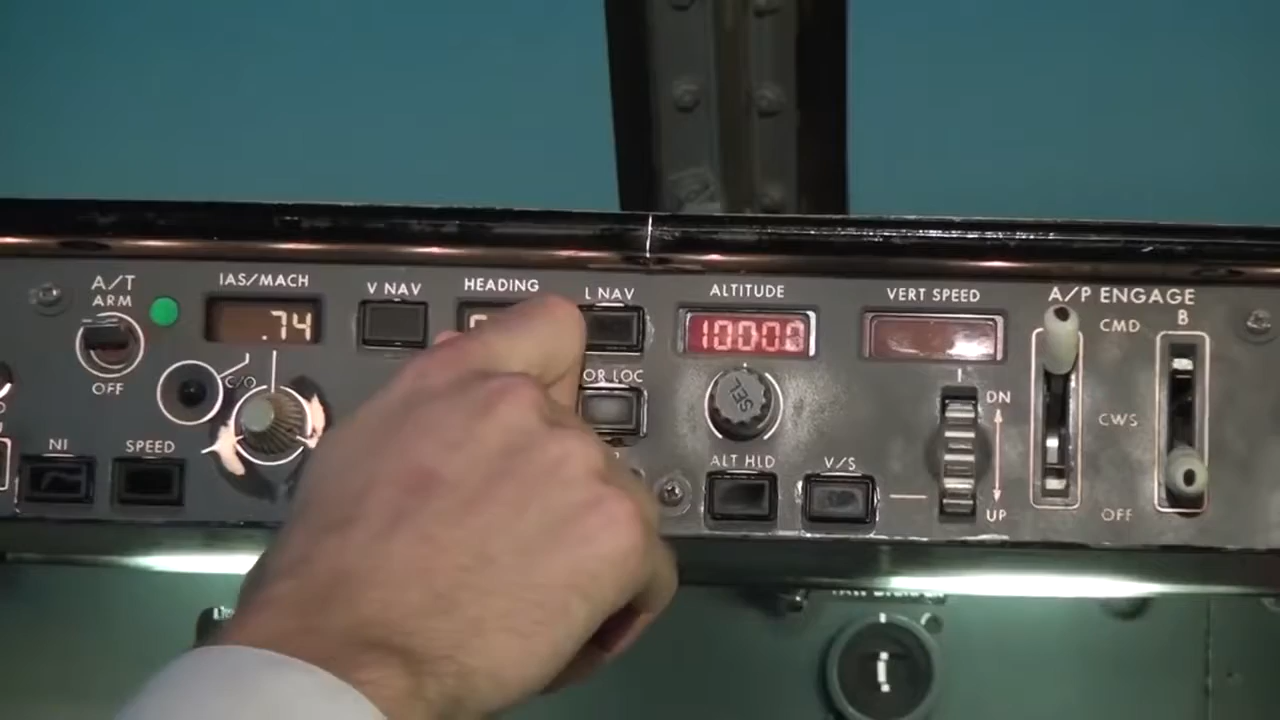 A/T
ARM
OFF
IAS/MACH
.74
C/O
V NAV
HEADING
L NAV
OR LOC
ALTITUDE
10000
SEL
VERT SPEED
A/P ENGAGE
CMD
B
CWS
OFF
DN
UP
N1
SPEED
ALT HLD
V/S